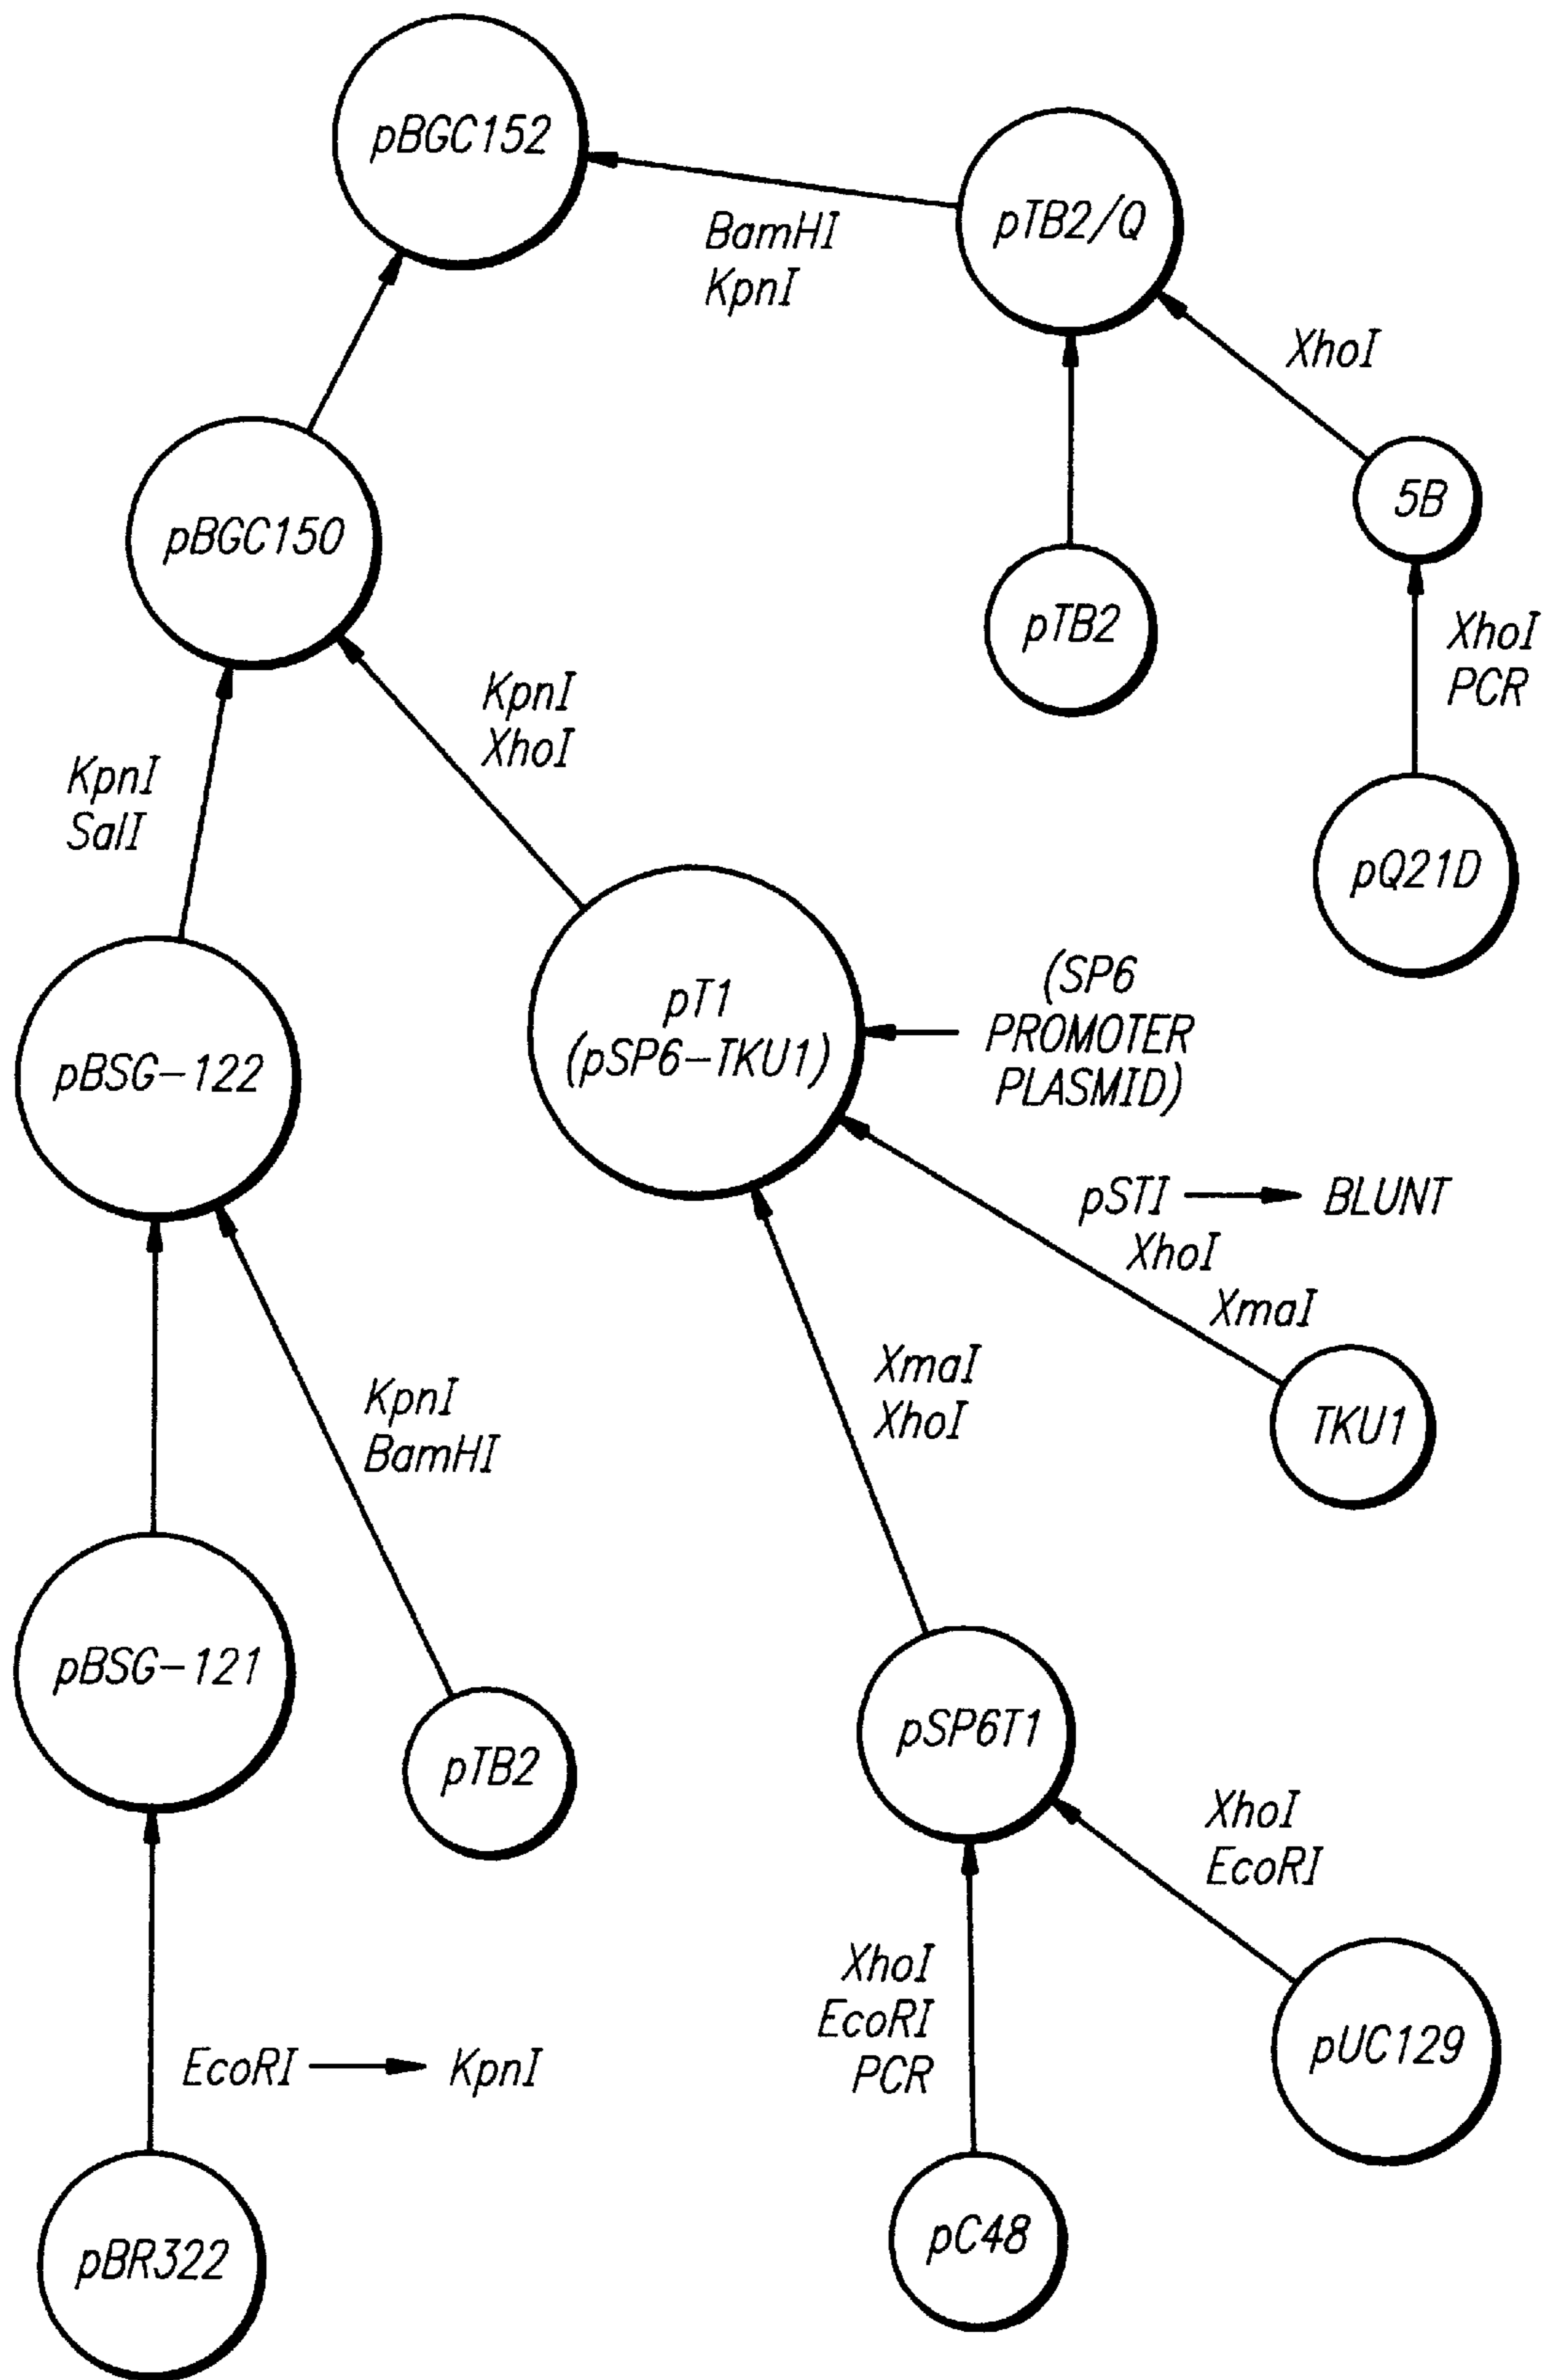 pBGC152
pTB2/Q
BamHI
KpnI
XhoI
5B
pBGC150
pTB2
XhoI
PCR
KpnI
XhoI
KpnI
SalI
pQ21D
pT1
(pSP6-TKU1)
(SP6
PROMOTER
PLASMID)
pBSG-122
pSTI → BLUNT
XhoI
XmaI
XmaI
XhoI
KpnI
BamHI
TKU1
pBSG-121
pTB2
pSP6T1
XhoI
EcoRI
XhoI
EcoRI
PCR
pUC129
EcoRI → KpnI
pC48
pBR322